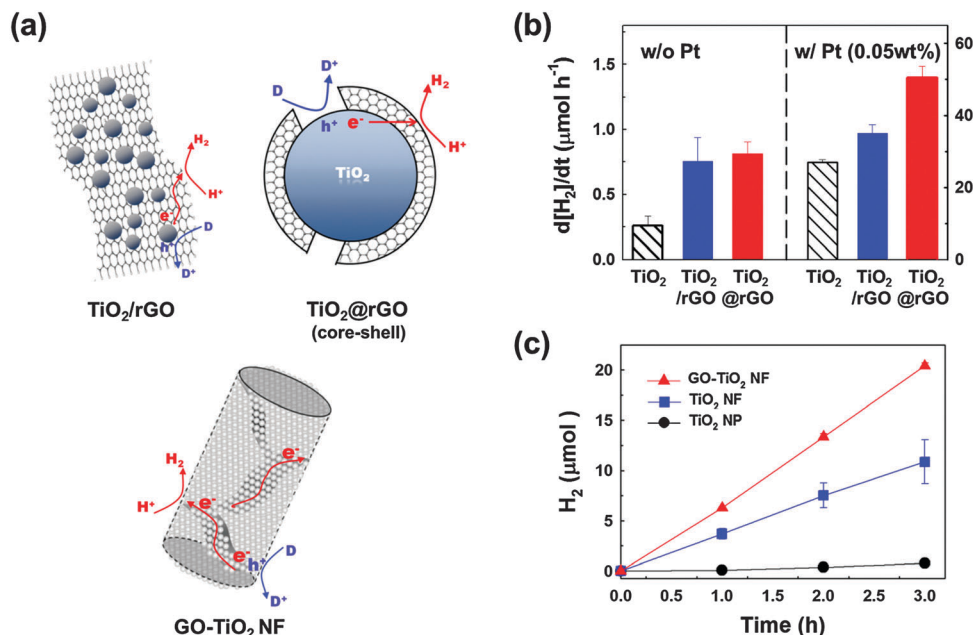 (a)
D⁺
D
H₂
h⁺
e⁻
H⁺
TiO₂
H₂
H⁺
e⁻
D
h⁺
D⁺
TiO₂/rGO
TiO₂@rGO
(core-shell)
H₂
H⁺
e⁻
e⁻
e⁻
h⁺
D
D⁺
GO-TiO₂ NF
(b)
w/o Pt
w/ Pt (0.05wt%)
d[H₂]/dt (μmol h⁻¹)
1.5
1.0
0.5
0.0
60
50
40
30
20
10
0
TiO₂
TiO₂
/rGO
TiO₂
@rGO
TiO₂
TiO₂
/rGO
TiO₂
@rGO
(c)
H₂ (μmol)
20
15
10
5
0
GO-TiO₂ NF
TiO₂ NF
TiO₂ NP
0.0 0.5 1.0 1.5 2.0 2.5 3.0
Time (h)